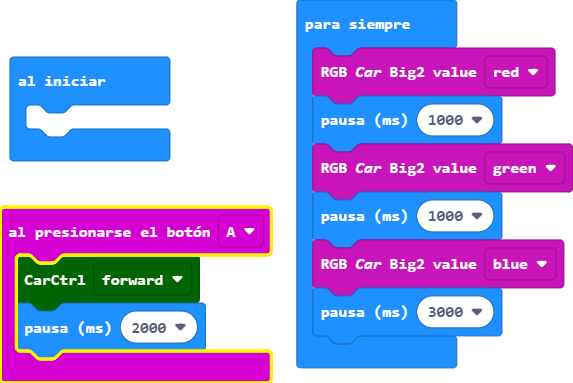 al iniciar
al presionarse el botón A
CarCtrl forward
pausa (ms) 2000
para siempre
RGB Car Big2 value red
pausa (ms) 1000
RGB Car Big2 value green
pausa (ms) 1000
RGB Car Big2 value blue
pausa (ms) 3000